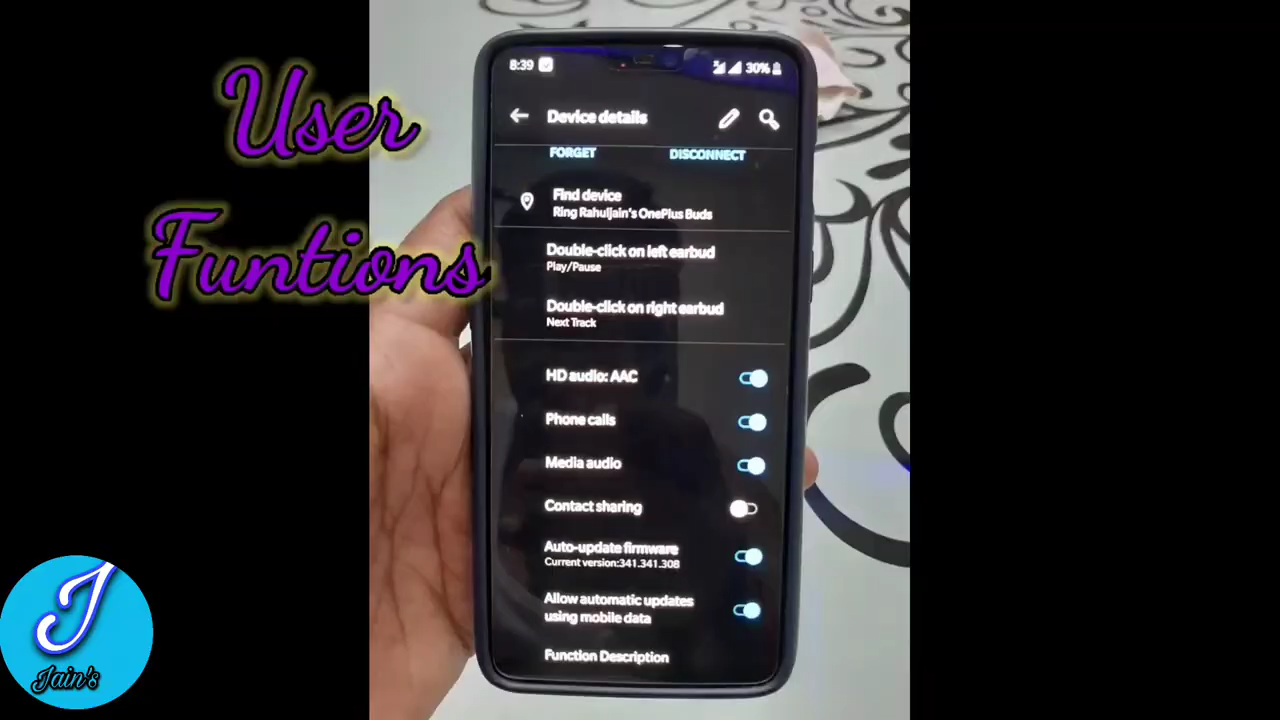 User
Funtions
8:39
30%
Device details
FORGET
DISCONNECT
Find device
Ring Rahuljain's OnePlus Buds
Double-click on left earbud
Play/Pause
Double-click on right earbud
Next Track
HD audio: AAC
Phone calls
Media audio
Contact sharing
Auto-update firmware
Current version:341.341.308
Allow automatic updates
using mobile data
Function Description
J
Jain's